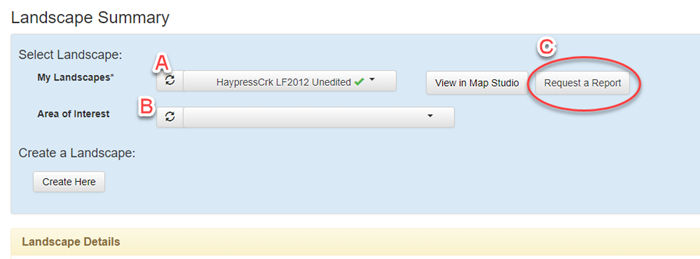 Landscape Summary
Select Landscape:
C
A
My Landscapes* HaypressCrk LF2012 Unedited View in Map Studio Request a Report
B
Area of Interest
Create a Landscape:
Create Here
Landscape Details